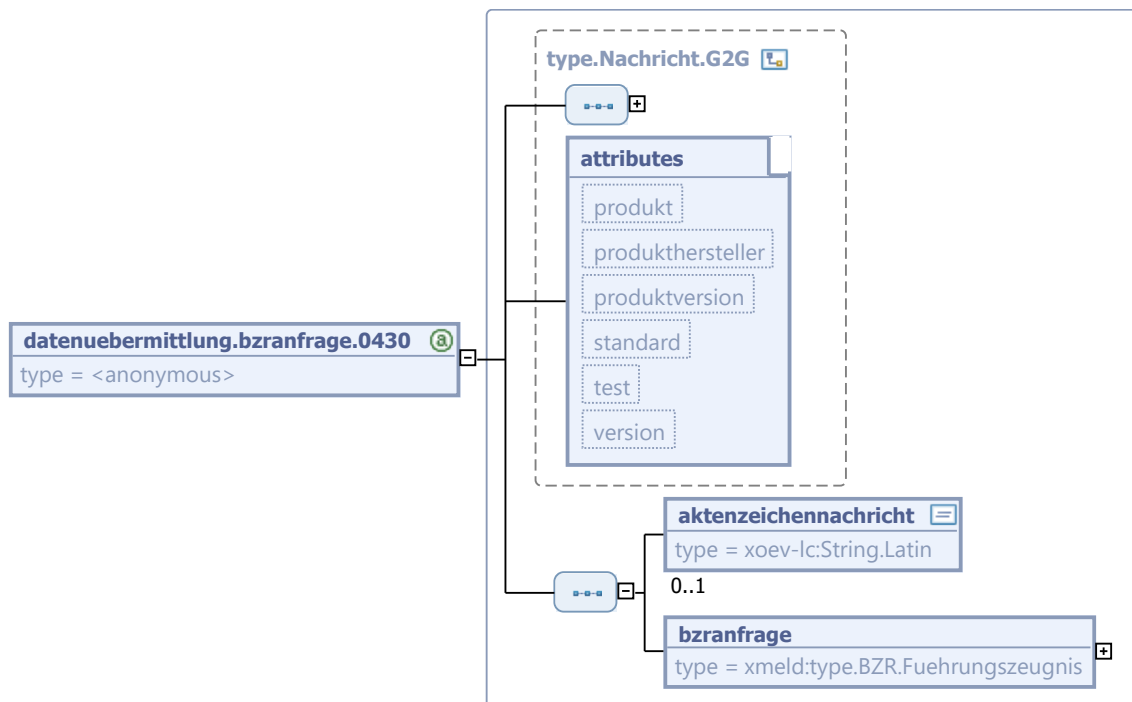 type.Nachricht.G2G
attributes
produkt
produkthersteller
produktversion
standard
test
version
datenuebermittlung.bzranfrage.0430
type = <anonymous>
aktenzeichennachricht
type = xoev-lc:String.Latin
0..1
bzranfrage
type = xmeld:type.BZR.Fuehrungszeugnis